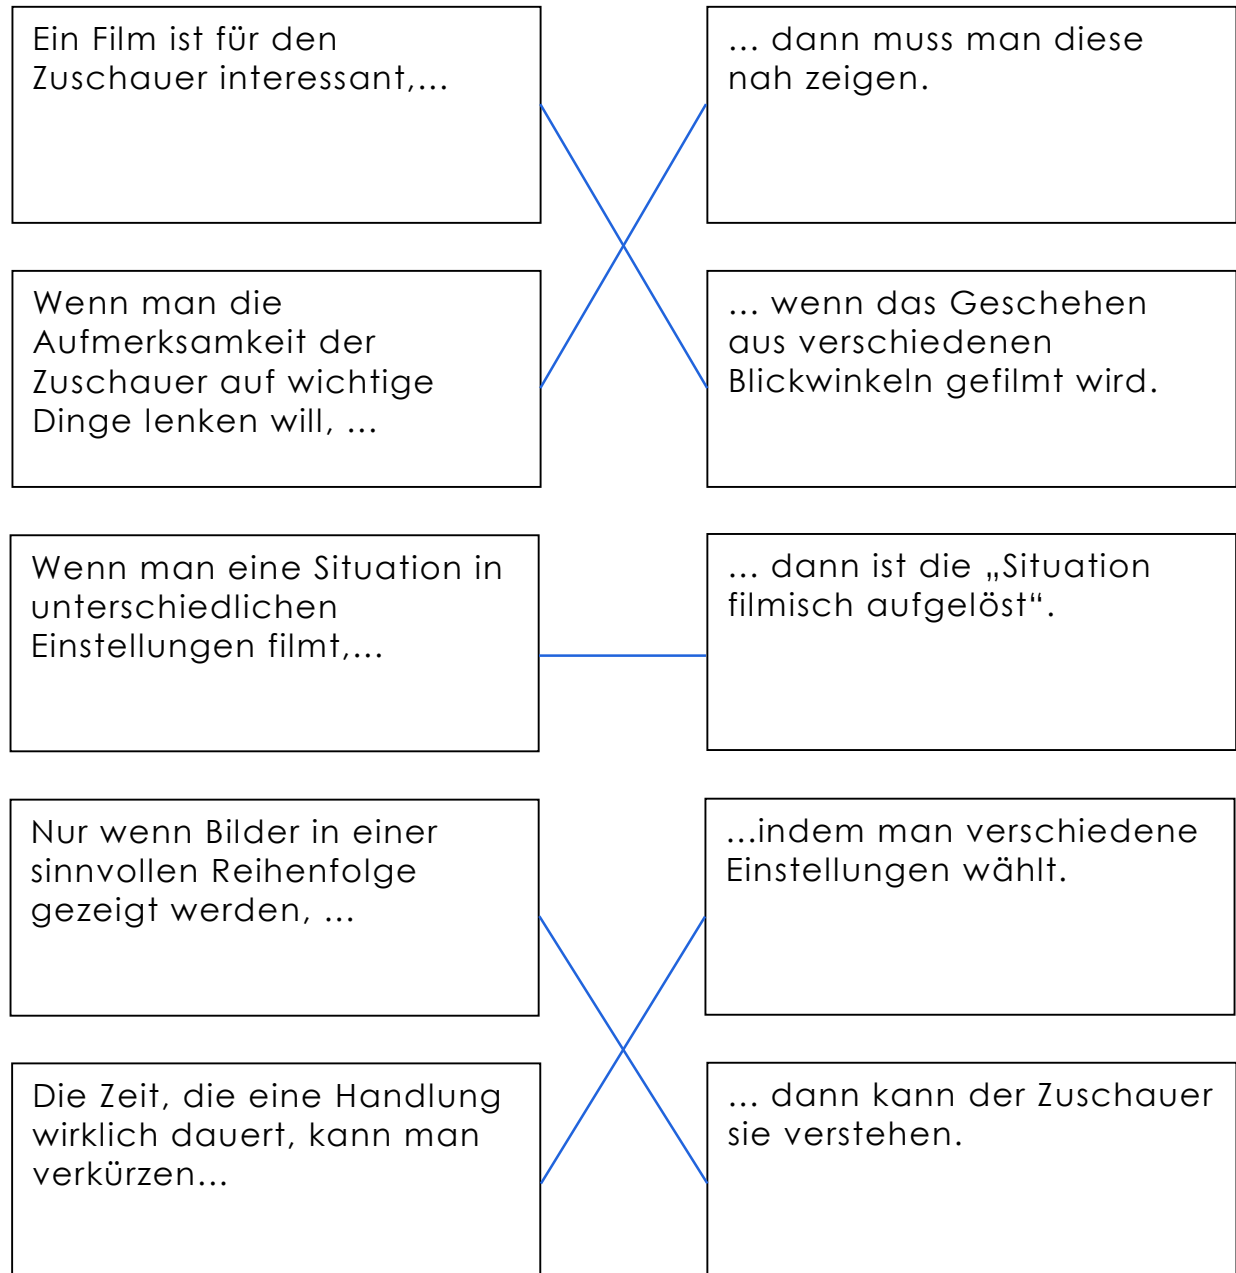 Ein Film ist für den
Zuschauer interessant,...
... dann muss man diese
nah zeigen.
Wenn man die
Aufmerksamkeit der
Zuschauer auf wichtige
Dinge lenken will, ...
... wenn das Geschehen
aus verschiedenen
Blickwinkeln gefilmt wird.
Wenn man eine Situation in
unterschiedlichen
Einstellungen filmt,...
... dann ist die „Situation
filmisch aufgelöst“.
Nur wenn Bilder in einer
sinnvollen Reihenfolge
gezeigt werden, ...
...indem man verschiedene
Einstellungen wählt.
Die Zeit, die eine Handlung
wirklich dauert, kann man
verkürzen...
... dann kann der Zuschauer
sie verstehen.